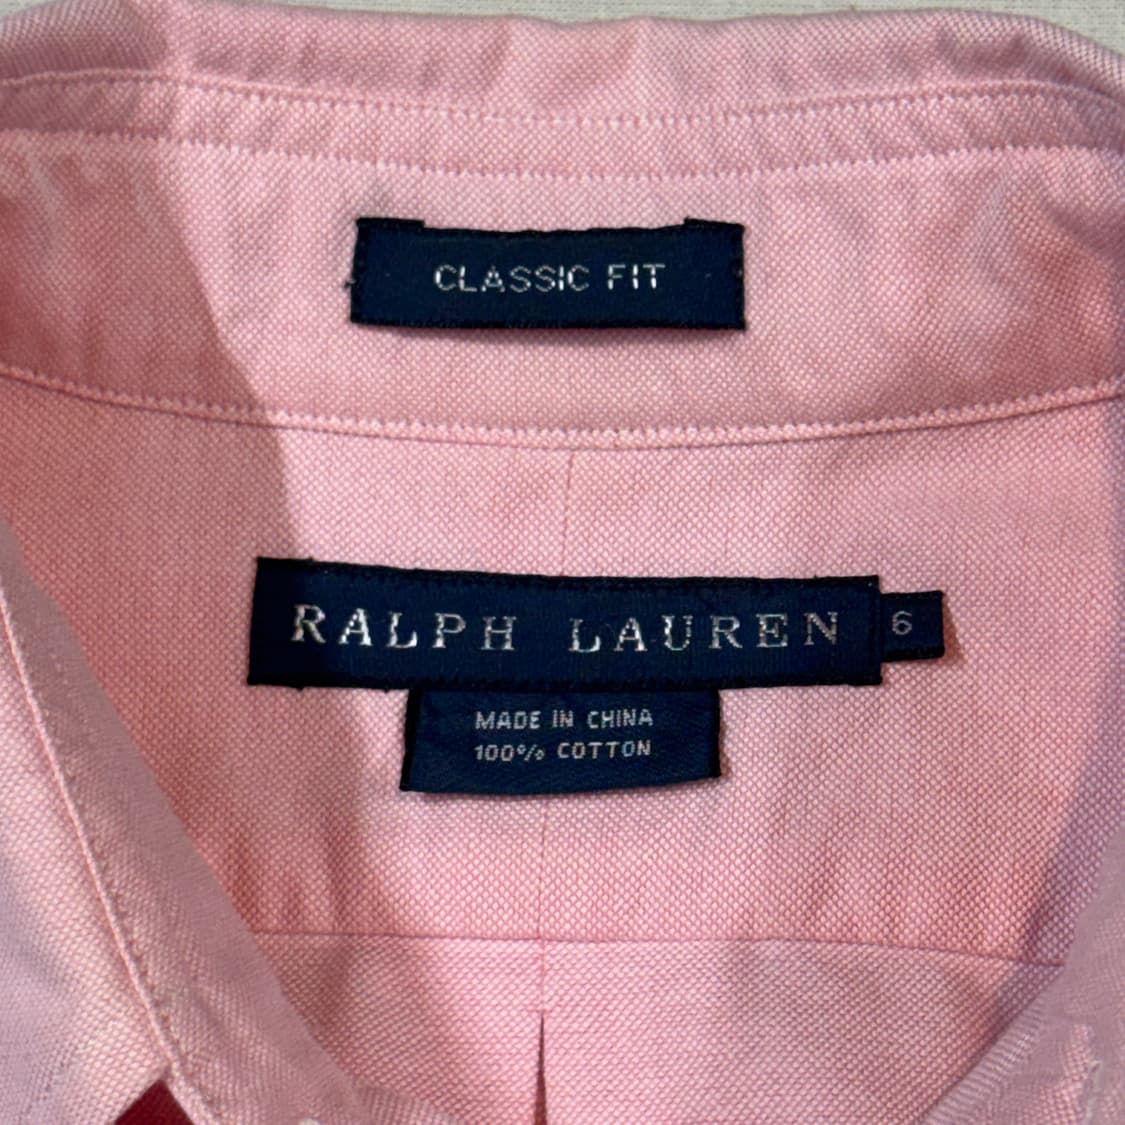 CLASSIC FIT
RALPH LAUREN 6
MADE IN CHINA
100% COTTON